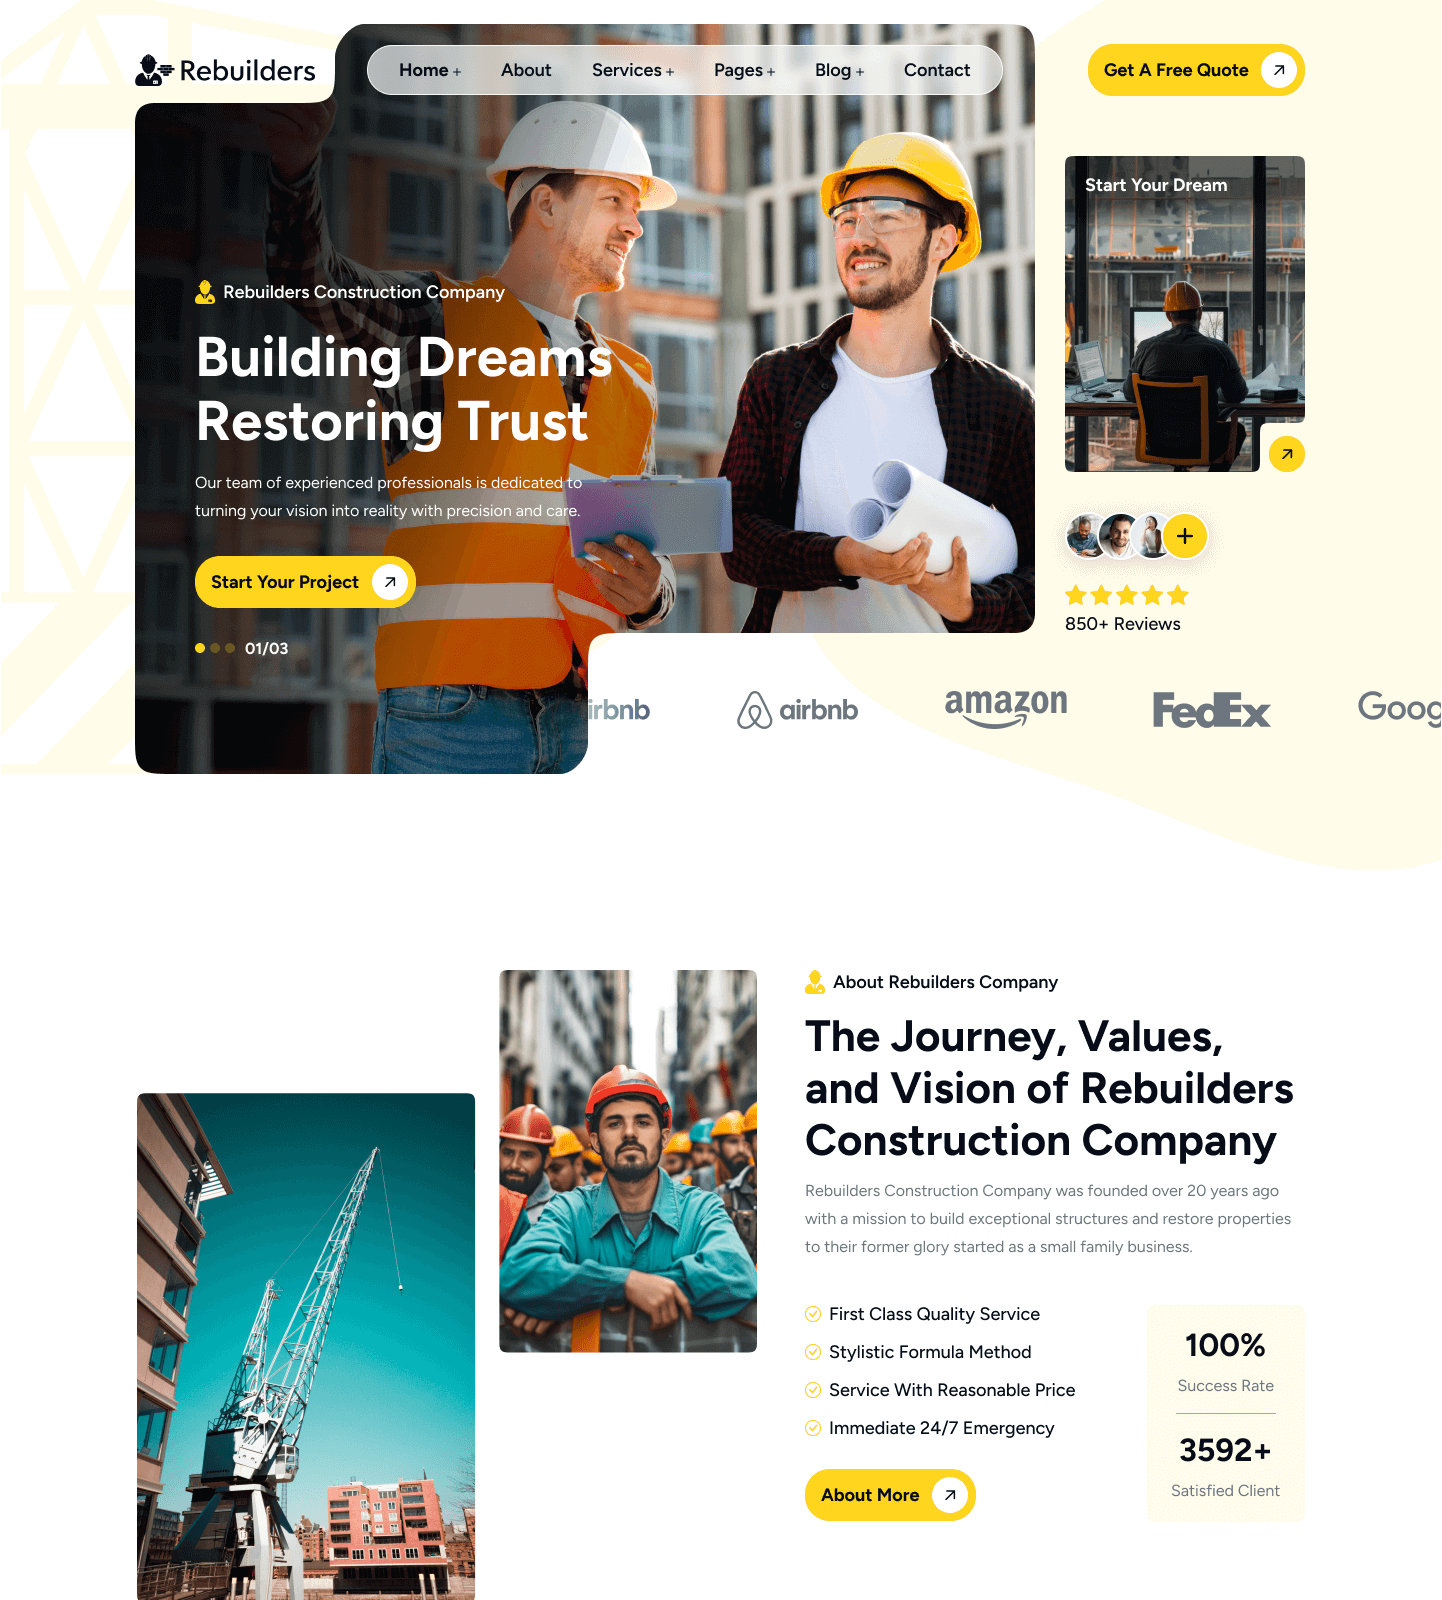 Rebuilders
Home +
About
Services +
Pages +
Blog +
Contact
Get A Free Quote
Start Your Dream
Rebuilders Construction Company
Building Dreams
Restoring Trust
Our team of experienced professionals is dedicated to
turning your vision into reality with precision and care.
Start Your Project
01/03
850+ Reviews
irbnb
airbnb
amazon
FedEx
Goog
About Rebuilders Company
The Journey, Values,
and Vision of Rebuilders
Construction Company
Rebuilders Construction Company was founded over 20 years ago
with a mission to build exceptional structures and restore properties
to their former glory started as a small family business.
First Class Quality Service
Stylistic Formula Method
Service With Reasonable Price
Immediate 24/7 Emergency
About More
100%
Success Rate
3592+
Satisfied Client